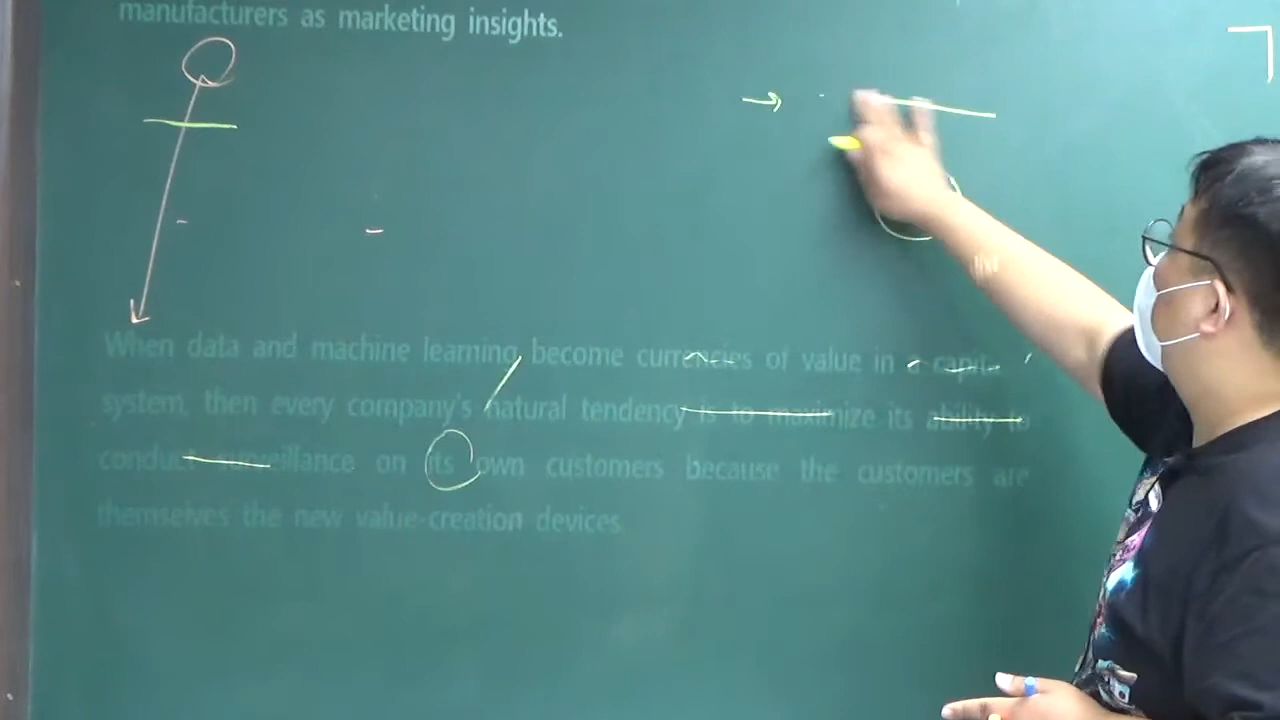 manufacturers as marketing insights.
When data and machine learning become currencies of value in a
system, then every company's natural tendency is to maximize its ability to
conduct surveillance on its own customers because the customers are
themselves the new value-creation devices.